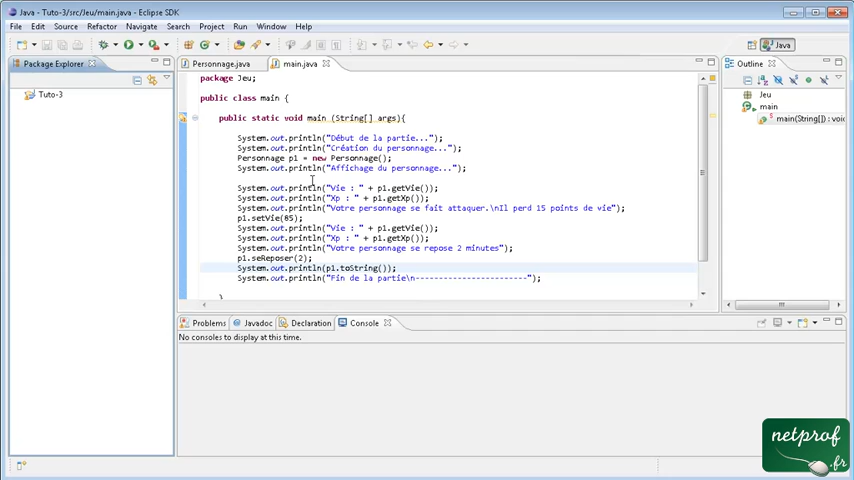 Java - Tuto-3/src/Jeu/main.java - Eclipse SDK
File Edit Source Refactor Navigate Search Project Run Window Help
Java
Package Explorer
Personnage.java
main.java
Outline
Tuto-3
package Jeu;
public class main {
public static void main (String[] args){
System.out.println("Début de la partie...");
System.out.println("Création du personnage...");
Personnage p1 = new Personnage();
System.out.println("Affichage du personnage...");
System.out.println("Vie : " + p1.getVie());
System.out.println("Xp : " + p1.getXp());
System.out.println("Votre personnage se fait attaquer.\nIl perd 15 points de vie");
p1.setVie(85);
System.out.println("Vie : " + p1.getVie());
System.out.println("Xp : " + p1.getXp());
System.out.println("Votre personnage se repose 2 minutes");
p1.seReposer(2);
System.out.println(p1.toString());
System.out.println("Fin de la partie\n------------------------");
}
Jeu
main
main(String[]) : void
Problems Javadoc Declaration Console
No consoles to display at this time.
netprof
.fr